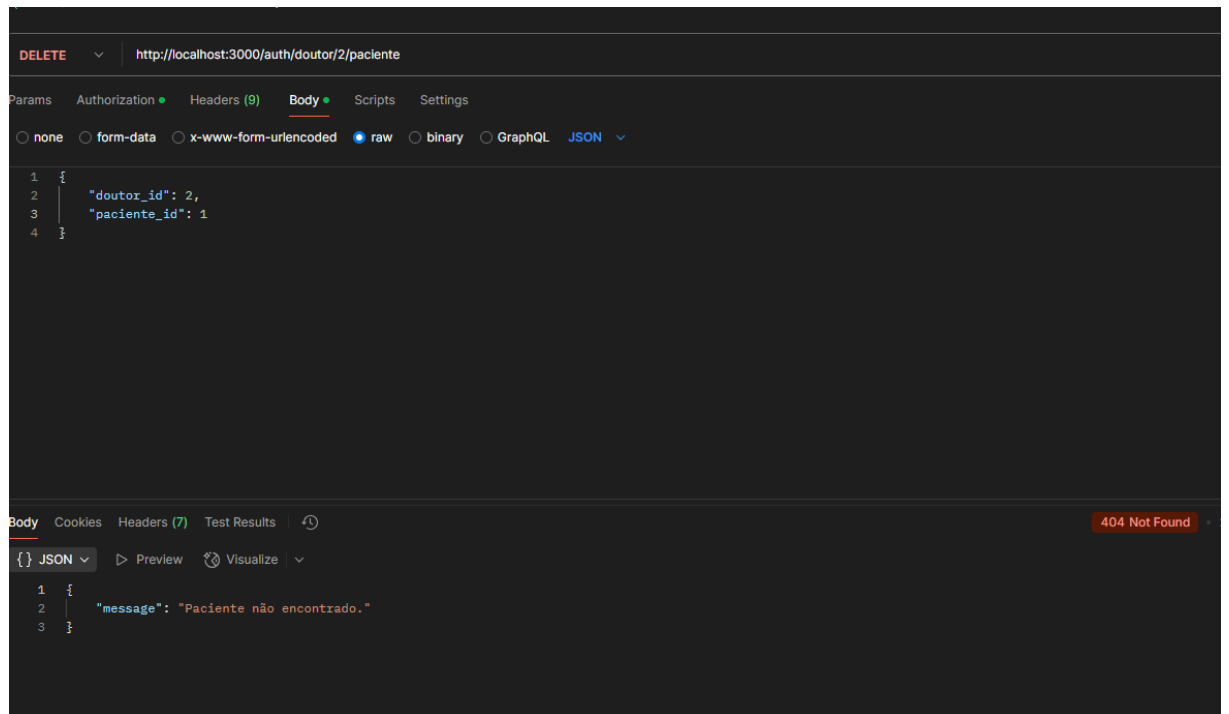 DELETE http://localhost:3000/auth/doutor/2/paciente
Params Authorization Headers (9) Body Scripts Settings
none form-data x-www-form-urlencoded raw binary GraphQL JSON
1 {
2 "doutor_id": 2,
3 "paciente_id": 1
4 }
Body Cookies Headers (7) Test Results 404 Not Found
{} JSON Preview Visualize
1 {
2 "message": "Paciente não encontrado."
3 }